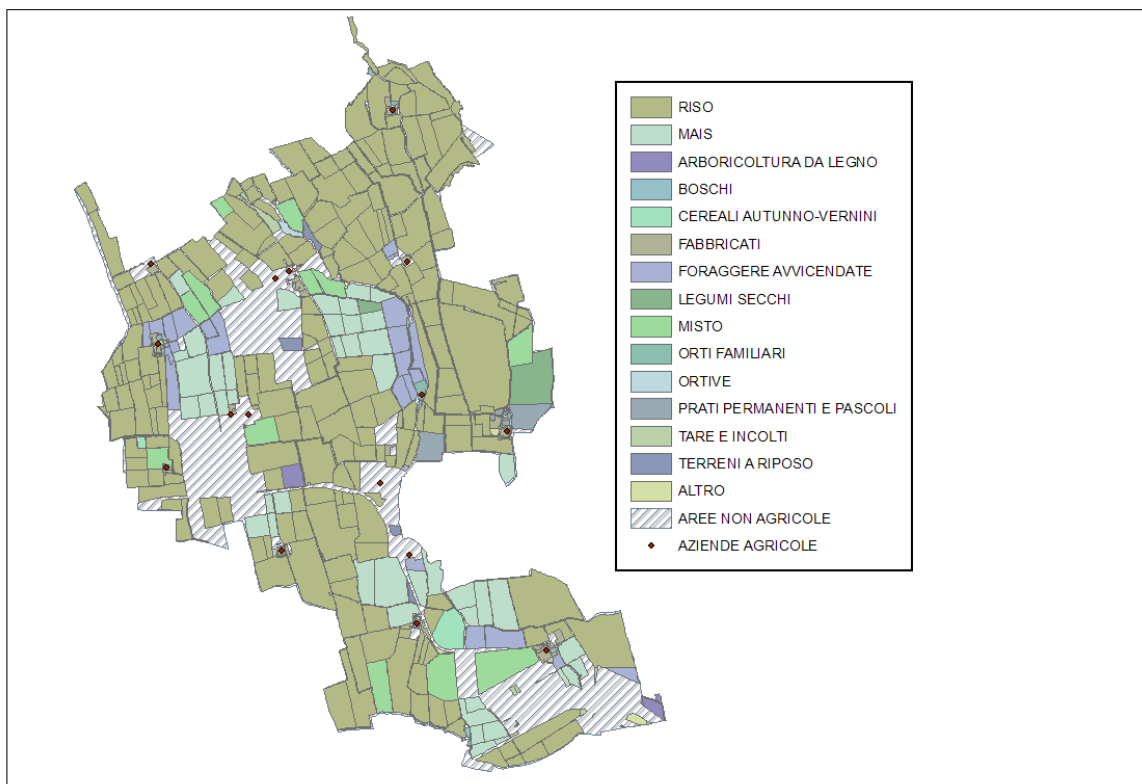 RISO
MAIS
ARBORICOLTURA DA LEGNO
BOSCHI
CEREALI AUTUNNO-VERNINI
FABBRICATI
FORAGGERE AVVICENDATE
LEGUMI SECCHI
MISTO
ORTI FAMILIARI
ORTIVE
PRATI PERMANENTI E PASCOLI
TARE E INCOLTI
TERRENI A RIPOSO
ALTRO
AREE NON AGRICOLE
AZIENDE AGRICOLE